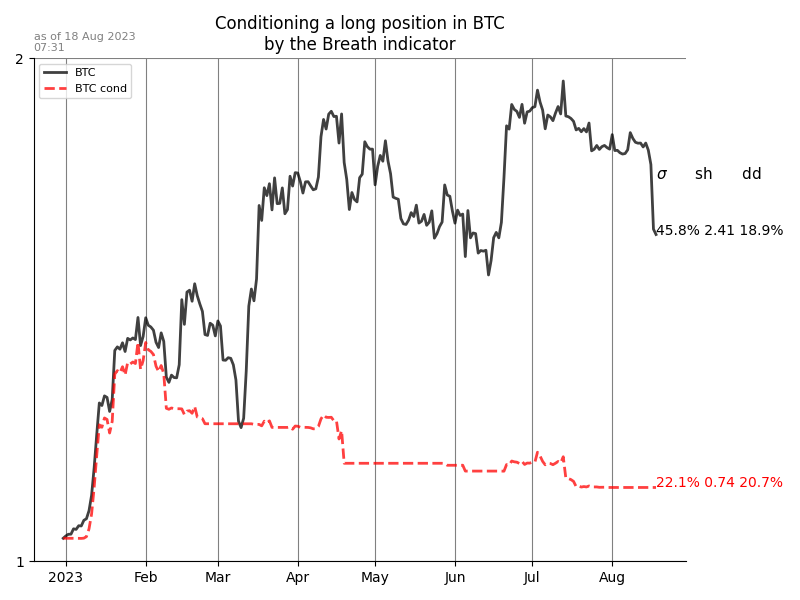 Conditioning a long position in BTC
by the Breath indicator
as of 18 Aug 2023
07:31
2
BTC
BTC cond
σ sh dd
45.8% 2.41 18.9%
22.1% 0.74 20.7%
1
2023 Feb Mar Apr May Jun Jul Aug